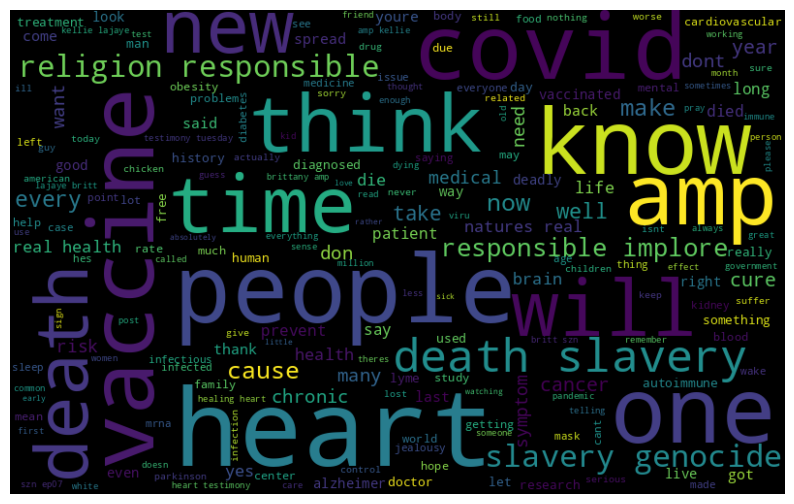 treatment
look
new
youre
body
still
food
nothing
worse
cardiovascular
kellie lajaye
test
amp kellie
friend
see
working
come
man
spread
drug
everyone
due
dont
year
religion responsible
covid
month
sure
ill
obesity
medicine
issue
thought
day
vaccinated
mental
sometimes
want
problems
sorry
enough
related
make
died
long
think
need
back
pray
immune
left
today
said
diabetes
kid
old
know
person
guy
testimony tuesday
may
please
good
history
actually
diagnosed
saying
american
chicken
guess
brittany amp
dying
medical
deadly
amp
lajaye britt
love
die
read
never
way
life
every
point
lot
free
time
take
now
well
viru
help
case
rather
natures real
isnt
always
great
use
absolutely
don
patient
real health
rate
called
everything
sense
responsible implore
really
hes
much
human
million
age
children
thing
effect
government
vaccine
people
brain
right
cure
less
sick
will
keep
kidney
suffer
something
sign
post
give
prevent
say
used
blood
death
risk
women
little
theres
britt szn
remember
sleep
infectious
thank
health
death slavery
wake
infected
cause
many
lyme
study
cancer
autoimmune
common
family
watching
early
healing heart
chronic
lost
last
symptom
pandemic
mean
getting
telling
first
mrna
heart
someone
one
infection
world
mask
cant
doesn
jealousy
even
yes
center
control
hope
slavery genocide
parkinson
doctor
live
got
szn ep07
white
heart testimony
care
alzheimer
let
research
serious
made